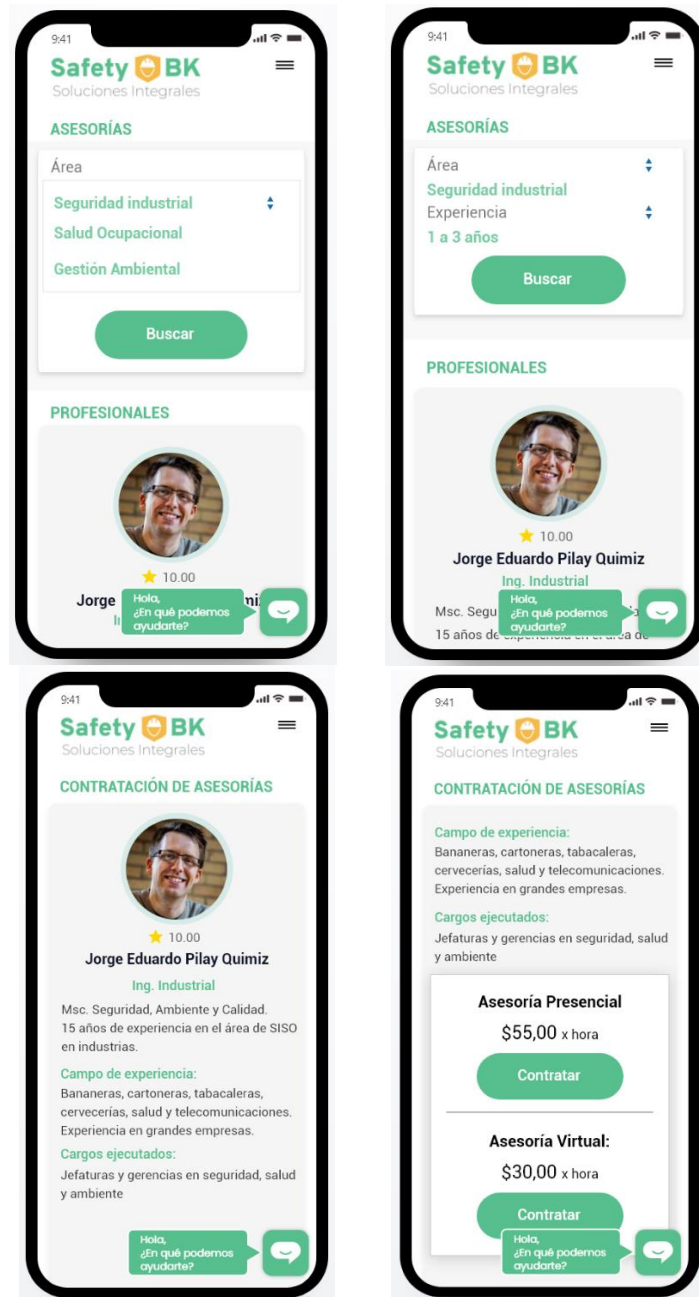 9:41
Safety BK
Soluciones Integrales
ASESORÍAS
Área
Seguridad industrial
Salud Ocupacional
Gestión Ambiental
Buscar
PROFESIONALES
10.00
Jorge
Hola,
¿En qué podemos
ayudarte?
9:41
Safety BK
Soluciones Integrales
ASESORÍAS
Área
Seguridad industrial
Experiencia
1 a 3 años
Buscar
PROFESIONALES
10.00
Jorge Eduardo Pilay Quimiz
Ing. Industrial
Msc. Segu
15 años de experiencia en el área de
Hola,
¿En qué podemos
ayudarte?
9:41
Safety BK
Soluciones Integrales
CONTRATACIÓN DE ASESORÍAS
10.00
Jorge Eduardo Pilay Quimiz
Ing. Industrial
Msc. Seguridad, Ambiente y Calidad.
15 años de experiencia en el área de SISO
en industrias.
Campo de experiencia:
Bananeras, cartoneras, tabacaleras,
cervecerías, salud y telecomunicaciones.
Experiencia en grandes empresas.
Cargos ejecutados:
Jefaturas y gerencias en seguridad, salud
y ambiente
Hola,
¿En qué podemos
ayudarte?
9:41
Safety BK
Soluciones Integrales
CONTRATACIÓN DE ASESORÍAS
Campo de experiencia:
Bananeras, cartoneras, tabacaleras,
cervecerías, salud y telecomunicaciones.
Experiencia en grandes empresas.
Cargos ejecutados:
Jefaturas y gerencias en seguridad, salud
y ambiente
Asesoría Presencial
$55,00 x hora
Contratar
Asesoría Virtual:
$30,00 x hora
Contratar
Hola,
¿En qué podemos
ayudarte?